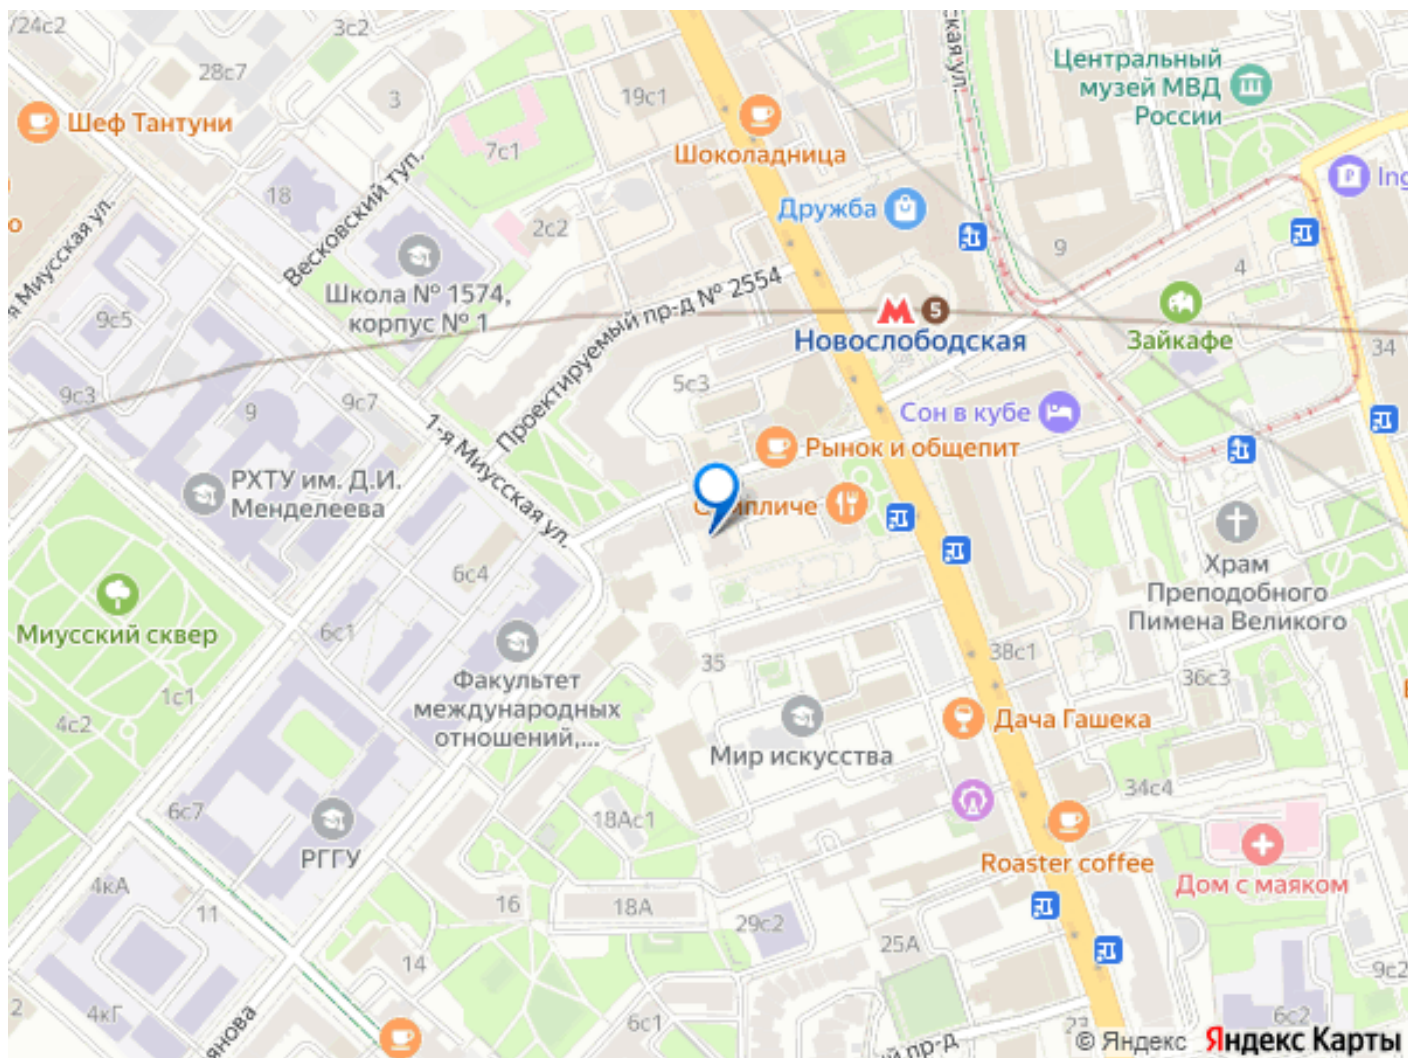 /24с2
3с2
28с7
3
Шеф Тантуни
19с1
7с1
Шоколадница
Центральный
музей МВД
России
ская ул.
18
Весковский туп.
2с2
Дружба
9
4
Школа № 1574,
корпус № 1
Проектируемый пр-д № 2554
5
Новослободская
Зайкафе
34
я Миусская ул.
9с5
9с3
9
9с7
5с3
1-я Миусская ул.
Сон в кубе
Рынок и общепит
РХТУ им. Д.И.
Менделеева
Храм
Преподобного
Пимена Великого
Миусский сквер
6с4
6с1
1с1
4с2
Факультет
международных
отношений,...
35
38с1
36с3
Дача Гашека
Мир искусства
34с4
6с7
РГГУ
18Ас1
Roaster coffee
Дом с маяком
4кА
11
16
18А
29с2
25А
14
9с2
2
4кГ
6с1
6с2
© Яндекс Яндекс Карты